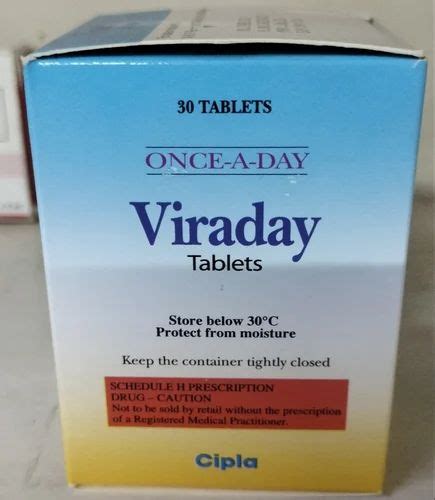 30 TABLETS
ONCE-A-DAY
Viraday
Tablets
Store below 30°C
Protect from moisture
Keep the container tightly closed
SCHEDULE H PRESCRIPTION
DRUG – CAUTION
Not to be sold by retail without the prescription
of a Registered Medical Practitioner.
Cipla